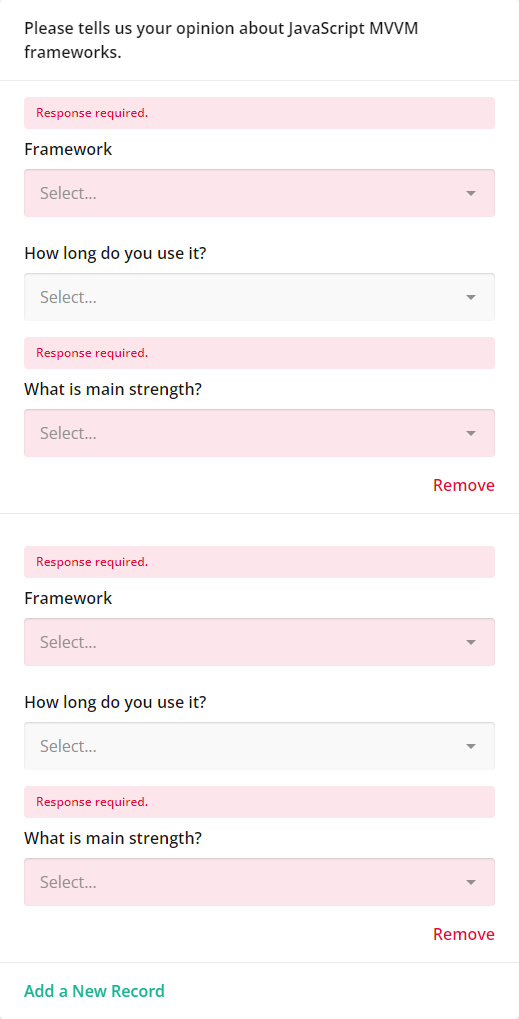 Please tells us your opinion about JavaScript MVVM
frameworks.
Response required.
Framework
Select...
How long do you use it?
Select...
Response required.
What is main strength?
Select...
Remove
Response required.
Framework
Select...
How long do you use it?
Select...
Response required.
What is main strength?
Select...
Remove
Add a New Record